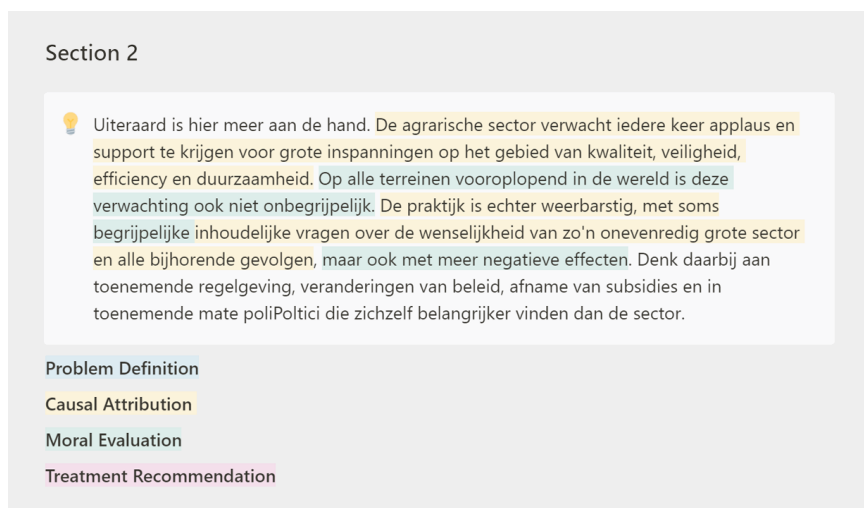 Section 2
Uiteraard is hier meer aan de hand. De agrarische sector verwacht iedere keer applaus en
support te krijgen voor grote inspanningen op het gebied van kwaliteit, veiligheid,
efficiency en duurzaamheid. Op alle terreinen vooroplopend in de wereld is deze
verwachting ook niet onbegrijpelijk. De praktijk is echter weerbarstig, met soms
begrijpelijke inhoudelijke vragen over de wenselijkheid van zo'n onevenredig grote sector
en alle bijhorende gevolgen, maar ook met meer negatieve effecten. Denk daarbij aan
toenemende regelgeving, veranderingen van beleid, afname van subsidies en in
toenemende mate poliPoltici die zichzelf belangrijker vinden dan de sector.
Problem Definition
Causal Attribution
Moral Evaluation
Treatment Recommendation